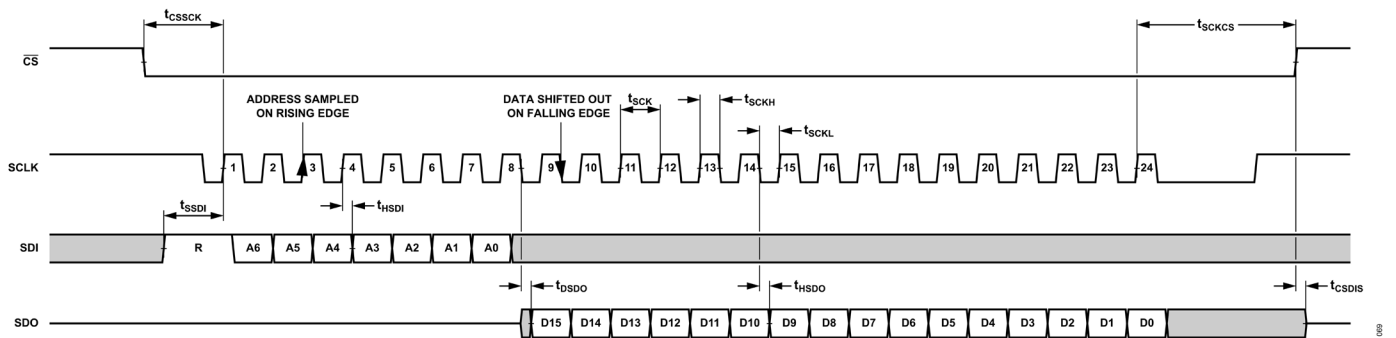 tCSSCK
tSCKCS
CS
ADDRESS SAMPLED
ON RISING EDGE
DATA SHIFTED OUT
ON FALLING EDGE
tSCK
tSCKH
tSCKL
SCLK
1 2 3 4 5 6 7 8 9 10 11 12 13 14 15 16 17 18 19 20 21 22 23 24
tSSDI
tHSDI
SDI
R A6 A5 A4 A3 A2 A1 A0
tDSDO
tHSDO
tCSDIS
SDO
D15 D14 D13 D12 D11 D10 D9 D8 D7 D6 D5 D4 D3 D2 D1 D0
069